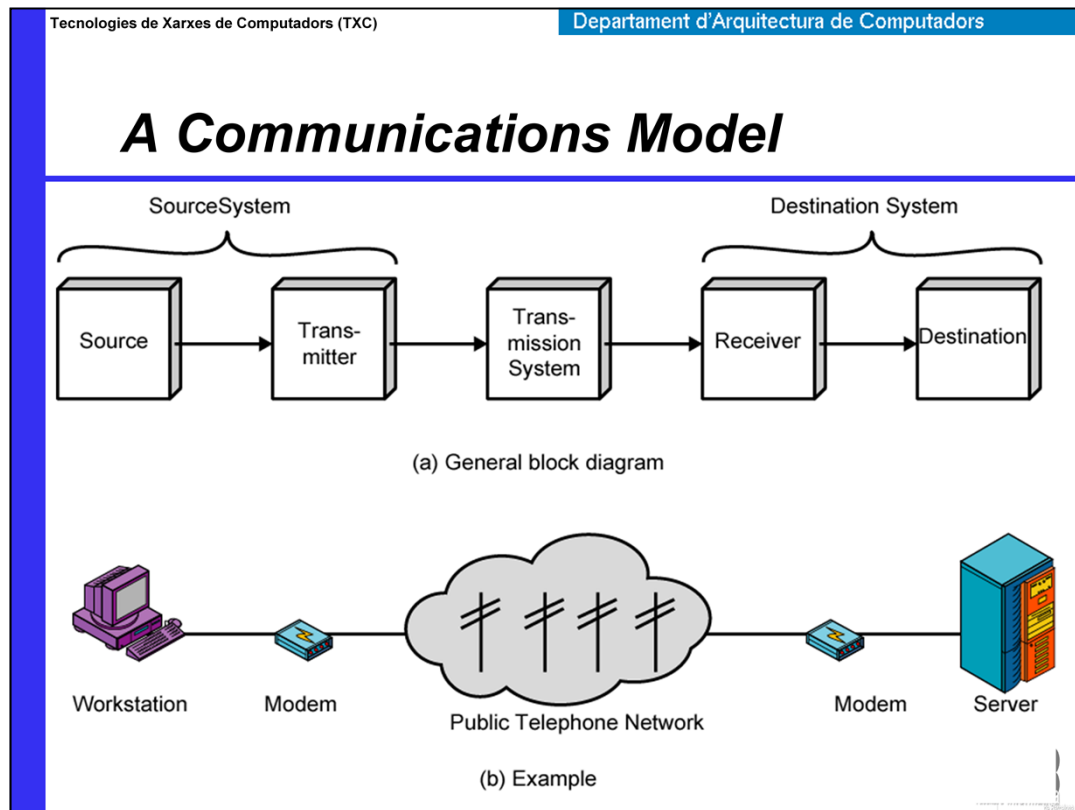 Tecnologies de Xarxes de Computadors (TXC)
Departament d'Arquitectura de Computadors
A Communications Model
SourceSystem
Destination System
Source
Trans-
mitter
Trans-
mission
System
Receiver
Destination
(a) General block diagram
Workstation
Modem
Public Telephone Network
Modem
Server
(b) Example